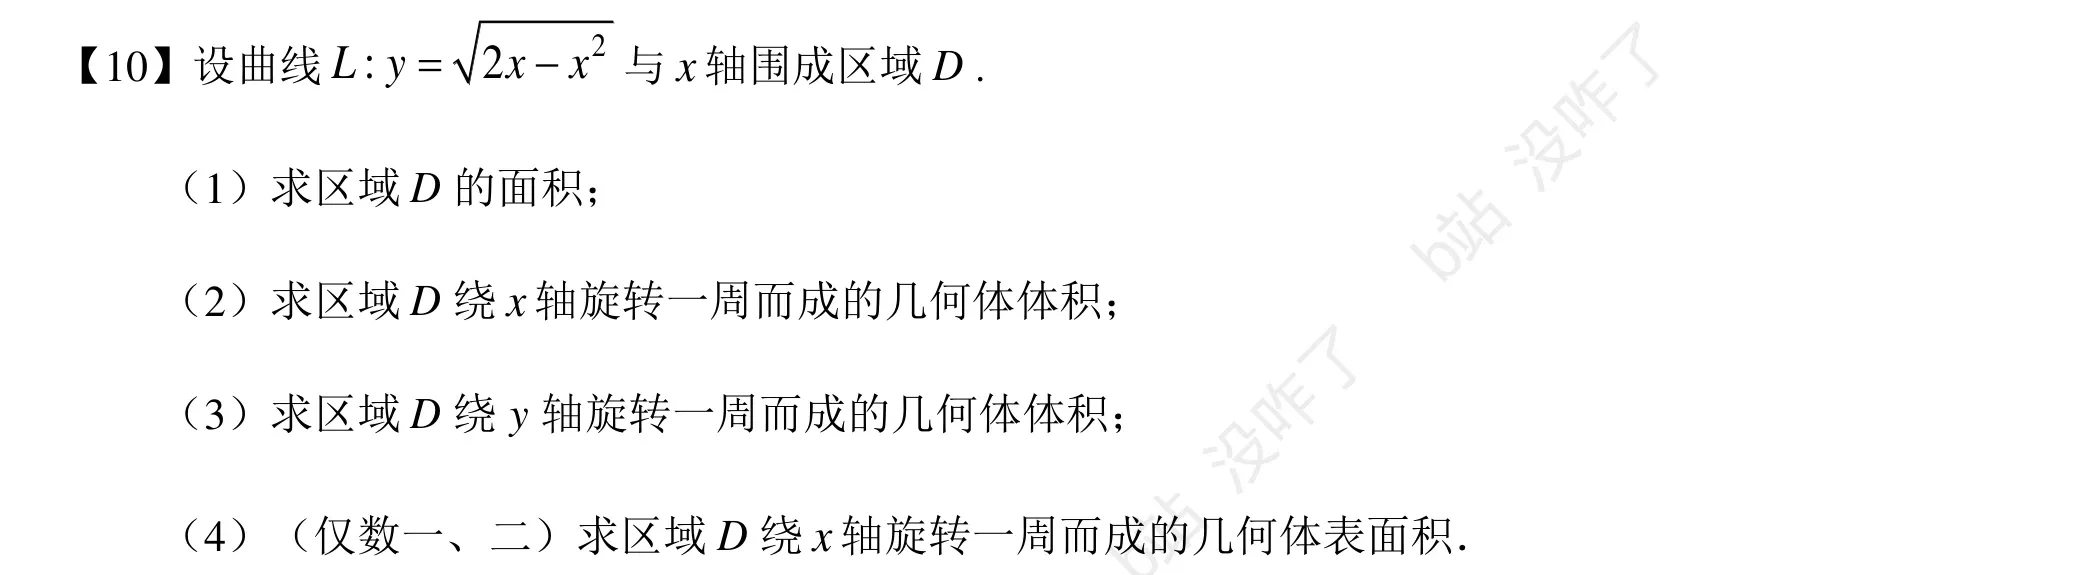 【10】设曲线 L: y = √(2x − x²) 与 x 轴围成区域 D .
（1）求区域 D 的面积；
（2）求区域 D 绕 x 轴旋转一周而成的几何体体积；
（3）求区域 D 绕 y 轴旋转一周而成的几何体体积；
（4）（仅数一、二）求区域 D 绕 x 轴旋转一周而成的几何体表面积．
b站 没咋了
b站 没咋了